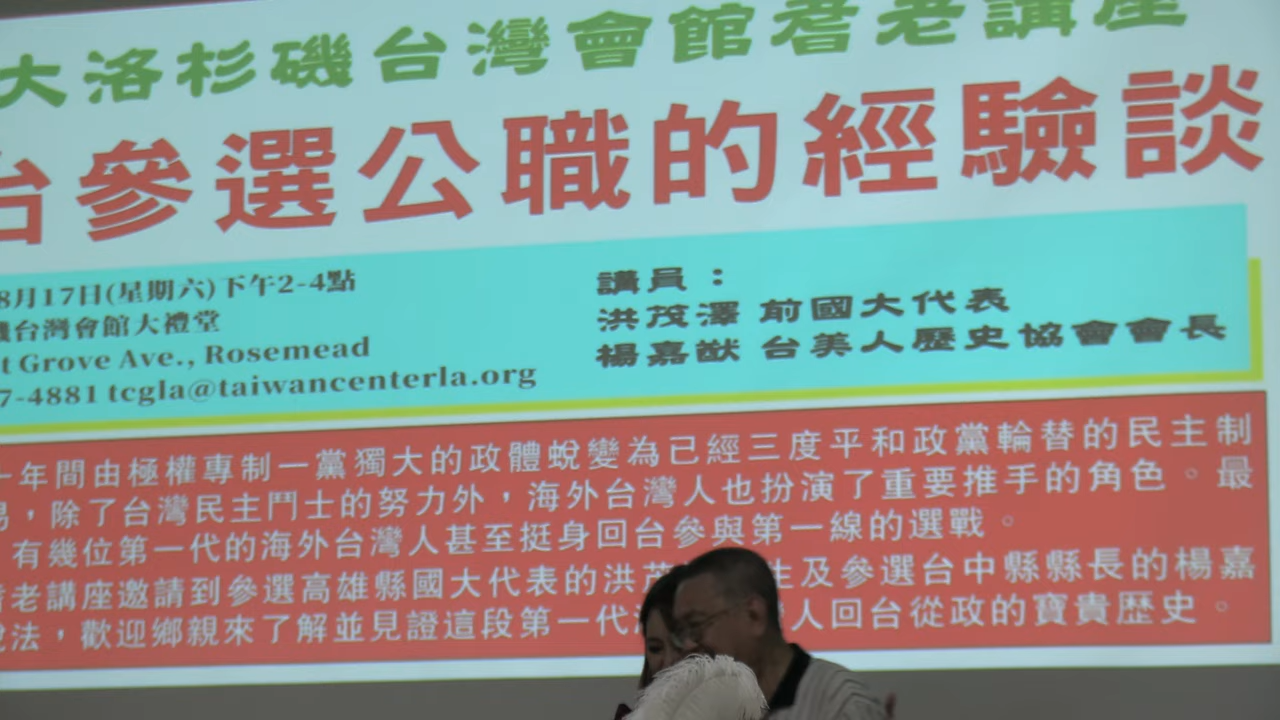 大洛杉磯台灣會館耆老講座
台參選公職的經驗談
8月17日(星期六)下午2-4點
磯台灣會館大禮堂
t Grove Ave., Rosemead
7-4881 tcgla@taiwancenterla.org
講員：
洪茂澤 前國大代表
楊嘉猷 台美人歷史協會會長
十年間由極權專制一黨獨大的政體蛻變為已經三度平和政黨輪替的民主制
易，除了台灣民主鬥士的努力外，海外台灣人也扮演了重要推手的角色。最
，有幾位第一代的海外台灣人甚至挺身回台參與第一線的選戰。
耆老講座邀請到參選高雄縣國大代表的洪茂 生及參選台中縣縣長的楊嘉
說法，歡迎鄉親來了解並見證這段第一代 人回台從政的寶貴歷史。